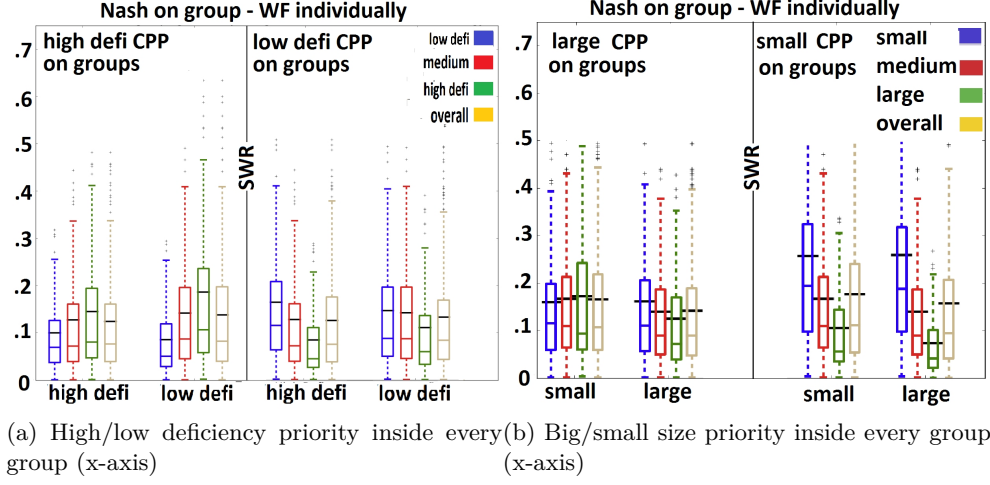 Nash on group - WF individually
high defi CPP
on groups
low defi CPP
on groups
low defi
medium
high defi
overall
.7
.6
.5
.4
.3
.2
.1
0
SWR
high defi
low defi
high defi
low defi
(a) High/low deficiency priority inside every
group (x-axis)
Nash on group - WF individually
large CPP
on groups
small CPP
on groups
small
medium
large
overall
.7
.6
.5
.4
.3
.2
.1
0
SWR
small
large
small
large
(b) Big/small size priority inside every group
(x-axis)